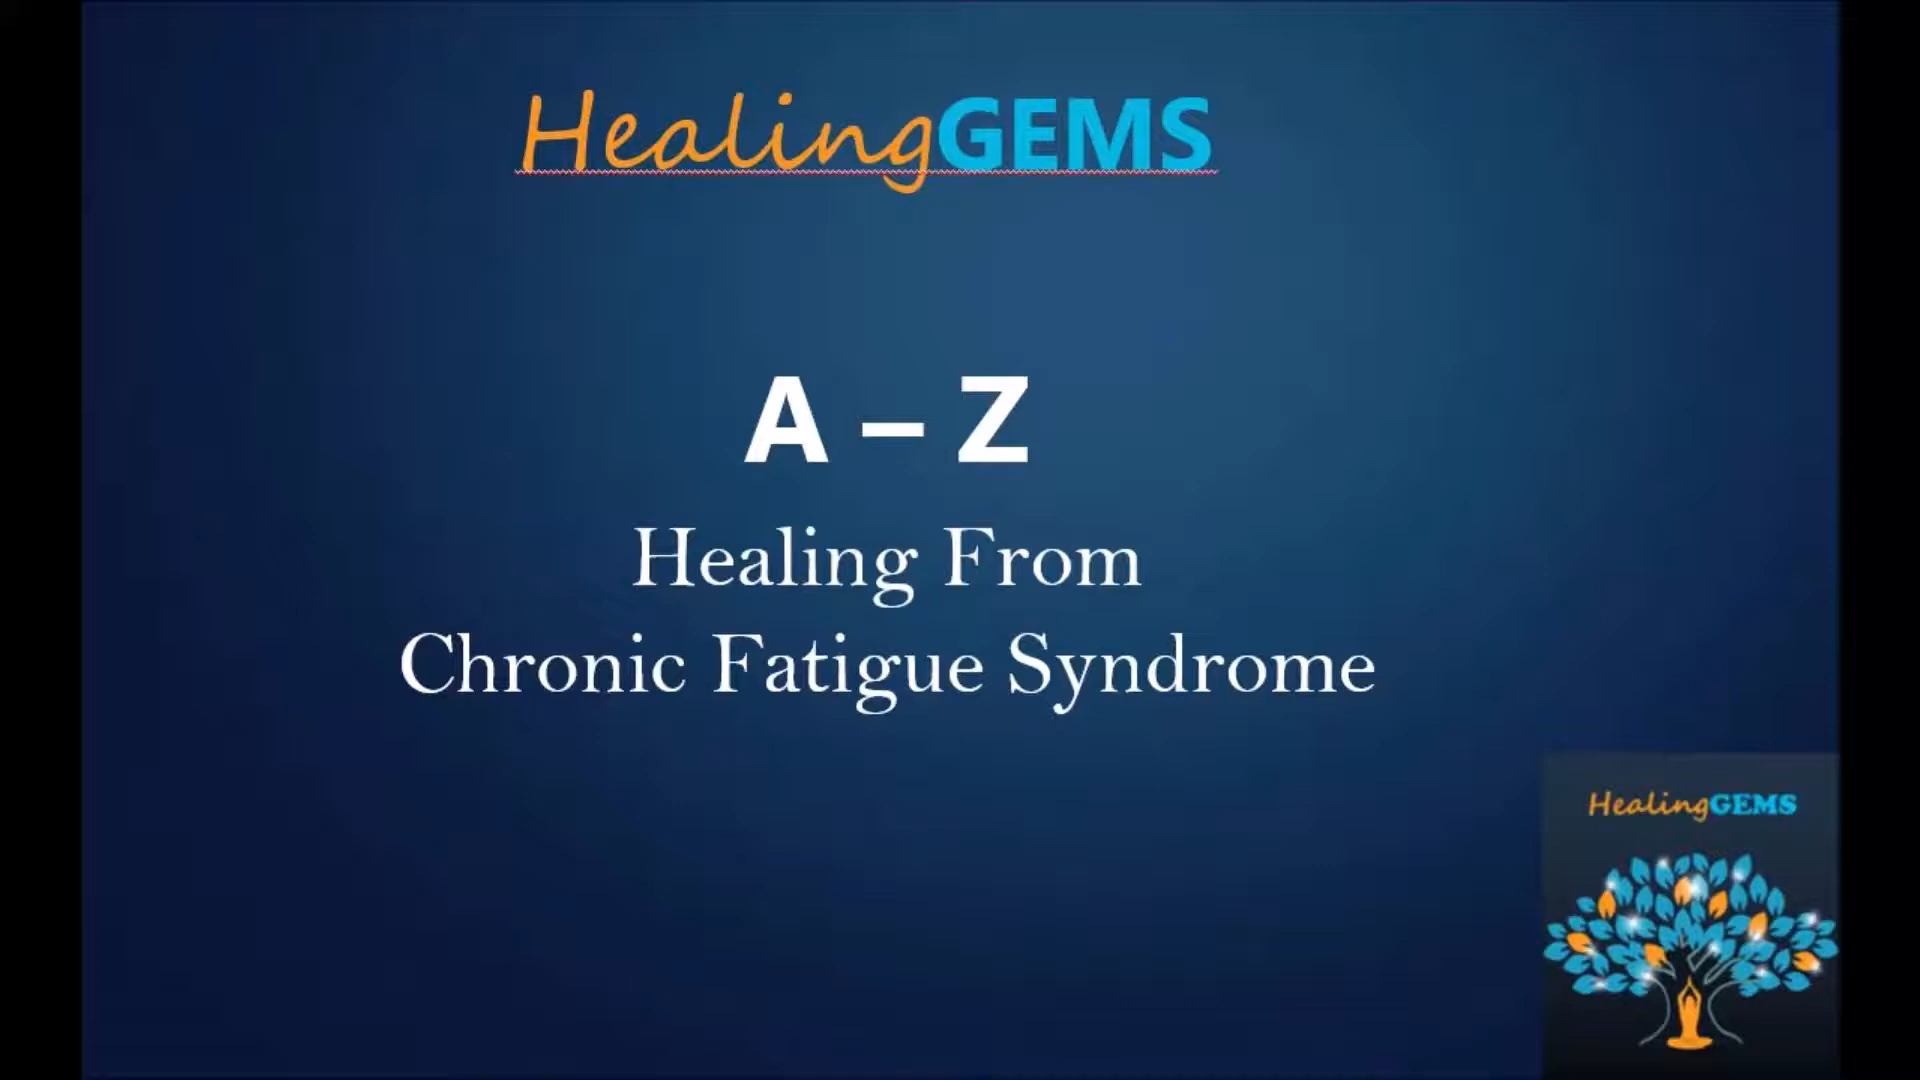 HealingGEMS
A – Z
Healing From
Chronic Fatigue Syndrome
HealingGEMS